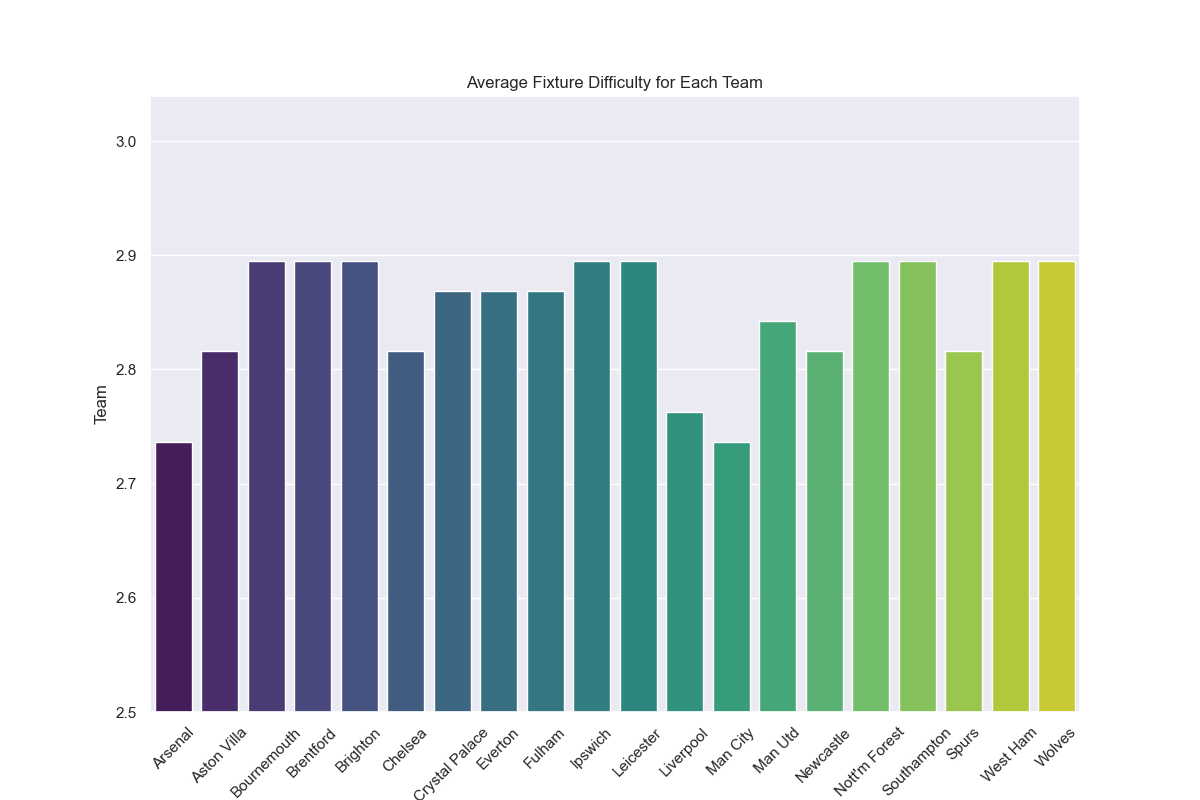 Average Fixture Difficulty for Each Team
3.0
2.9
2.8
2.7
2.6
2.5
Team
Arsenal
Aston Villa
Bournemouth
Brentford
Brighton
Chelsea
Crystal Palace
Everton
Fulham
Ipswich
Leicester
Liverpool
Man City
Man Utd
Newcastle
Nott'm Forest
Southampton
Spurs
West Ham
Wolves